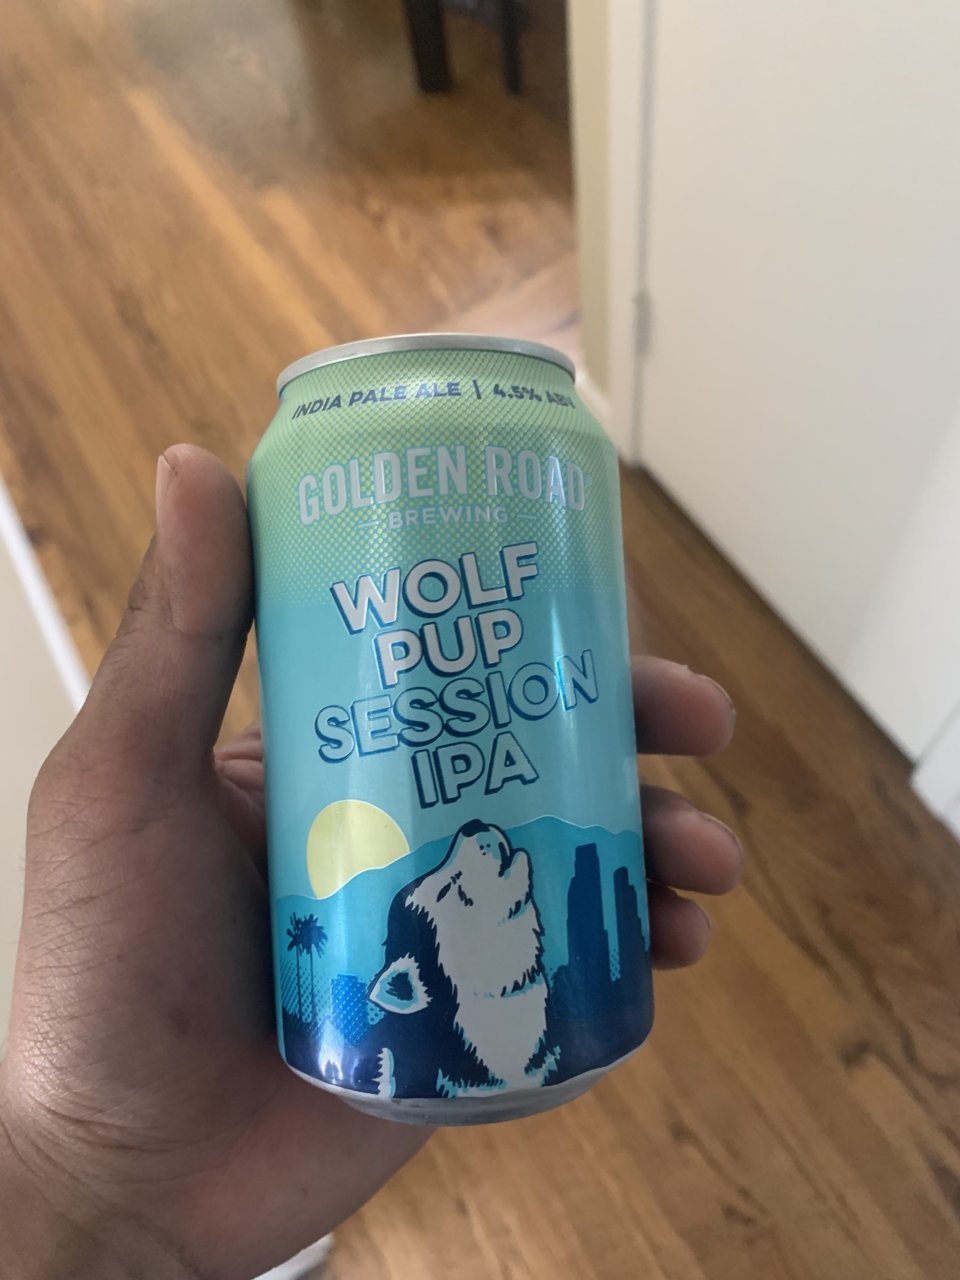 INDIA PALE ALE | 4.5% ABV
GOLDEN ROAD
BREWING
WOLF
PUP
SESSION
IPA